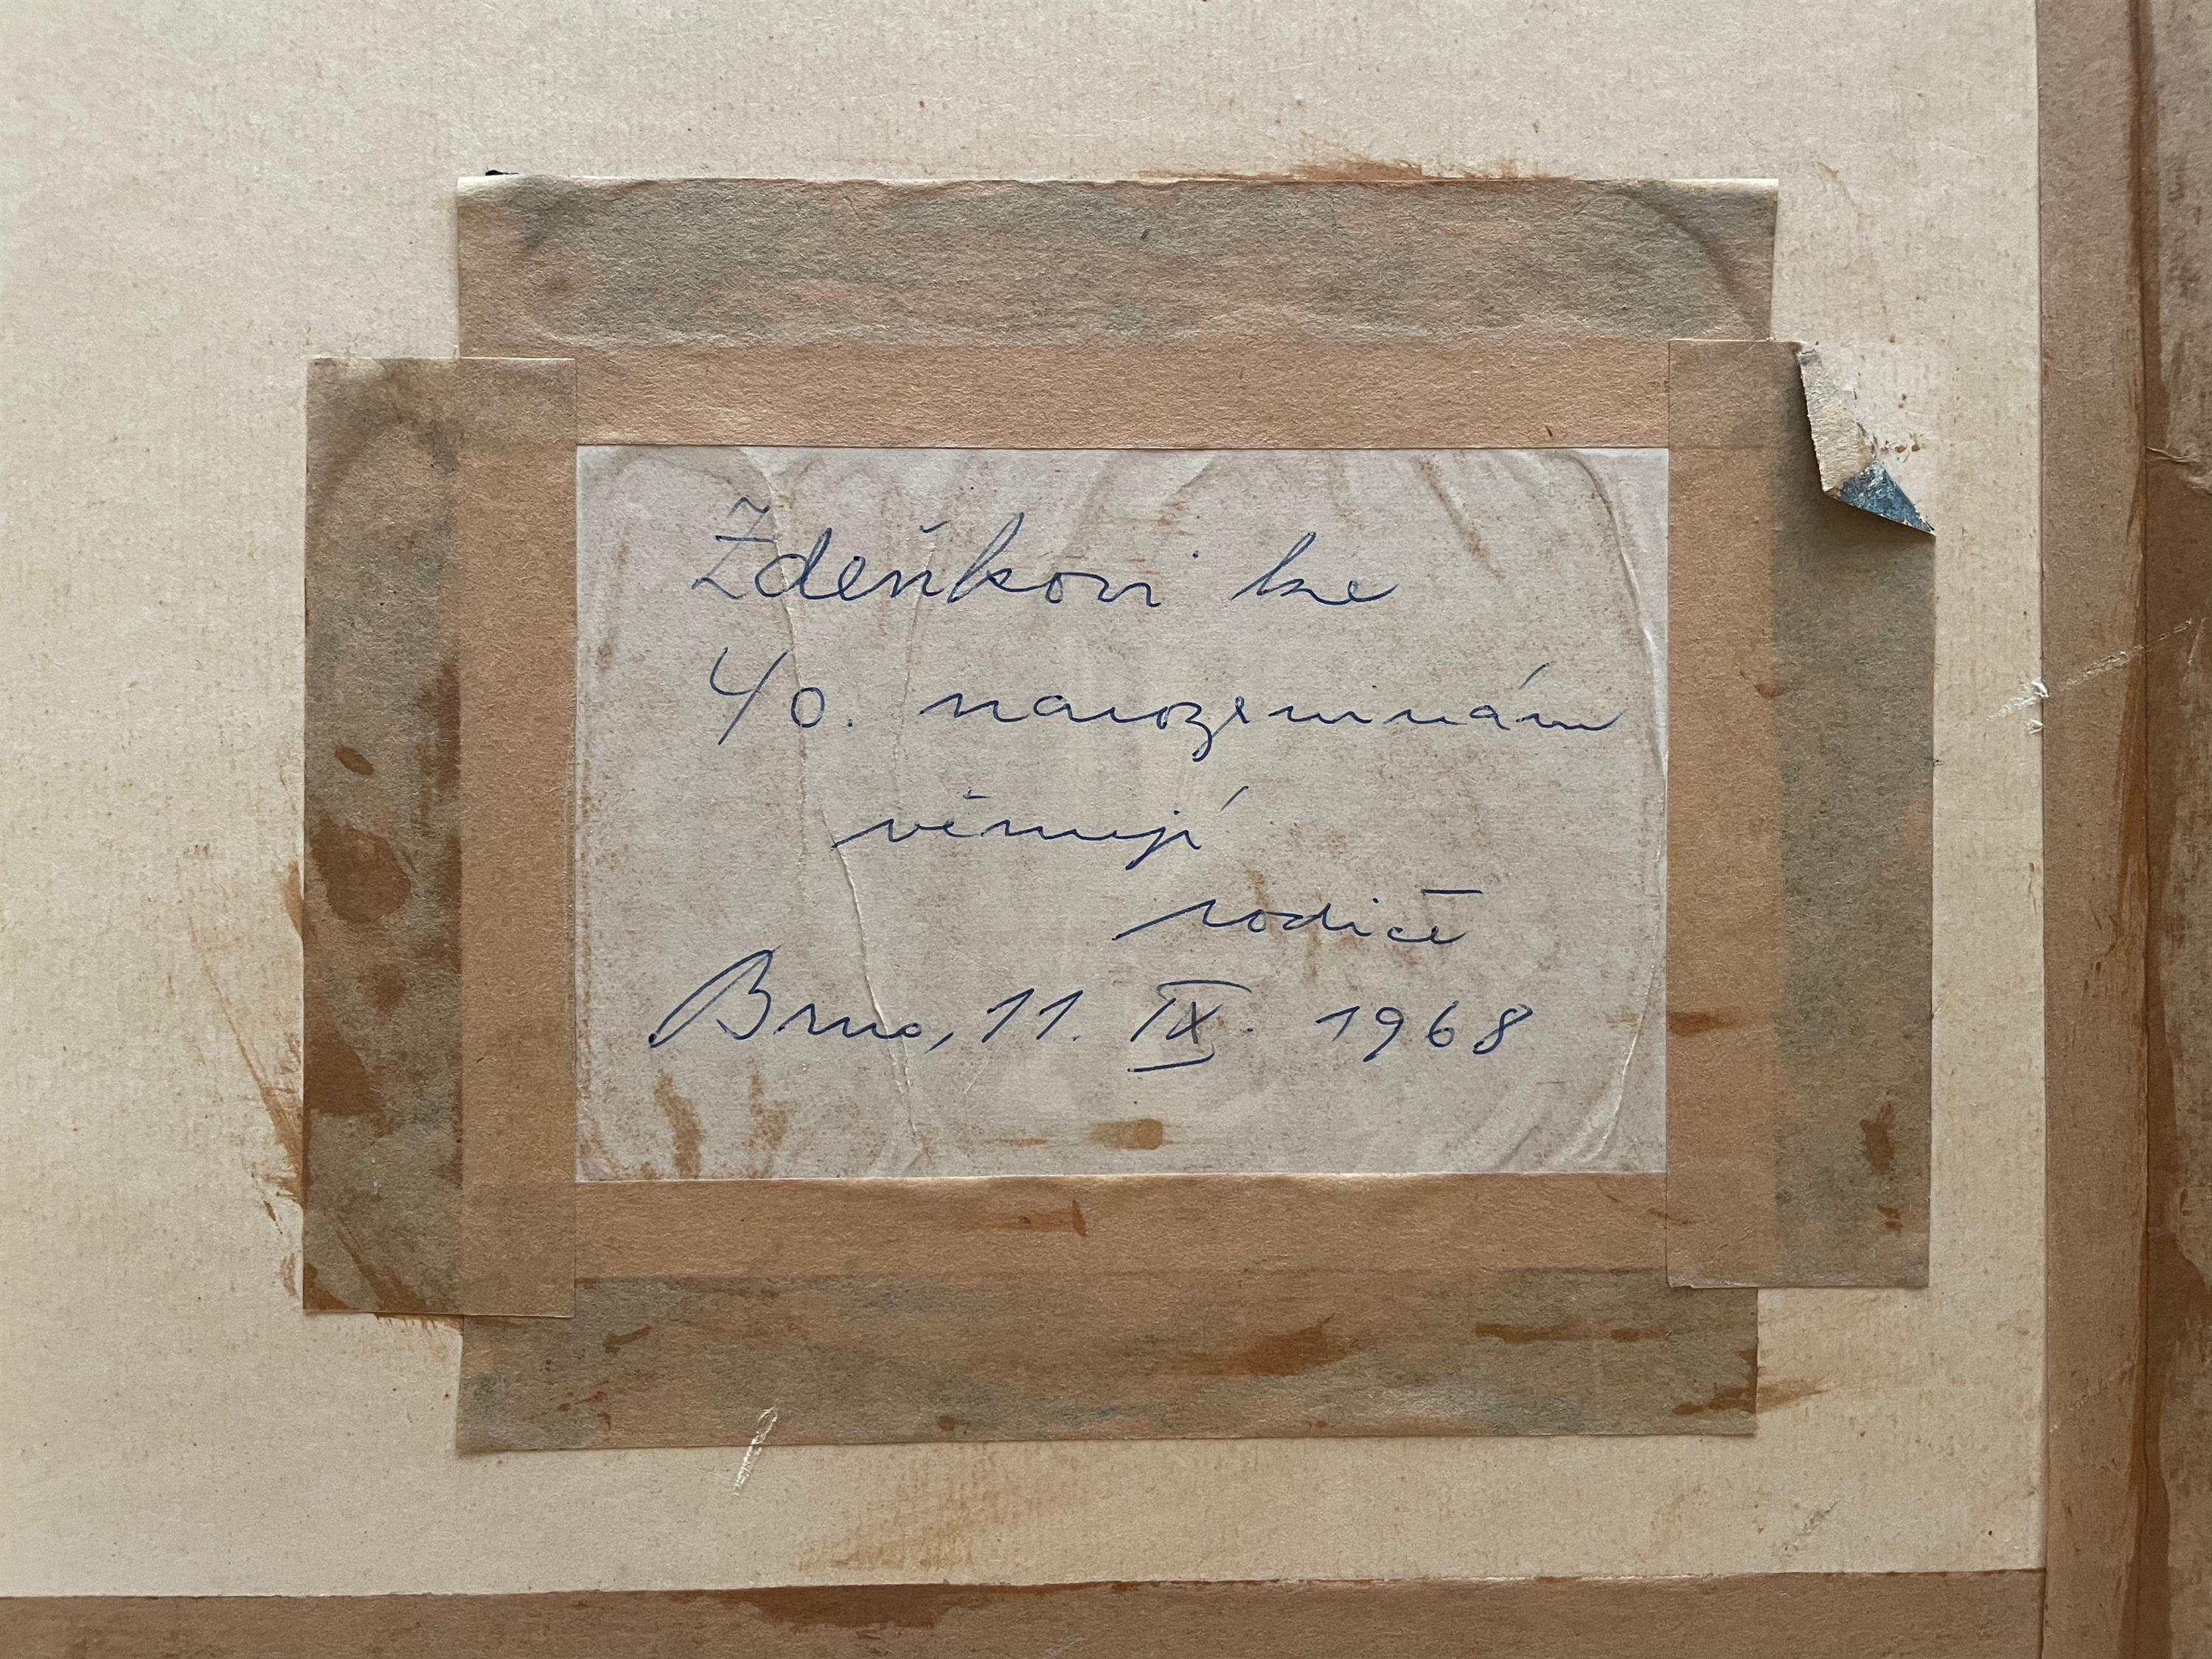 Zdeňkovi ke
40. narozeninám
věnují
rodiče
Brno, 11. IX. 1968